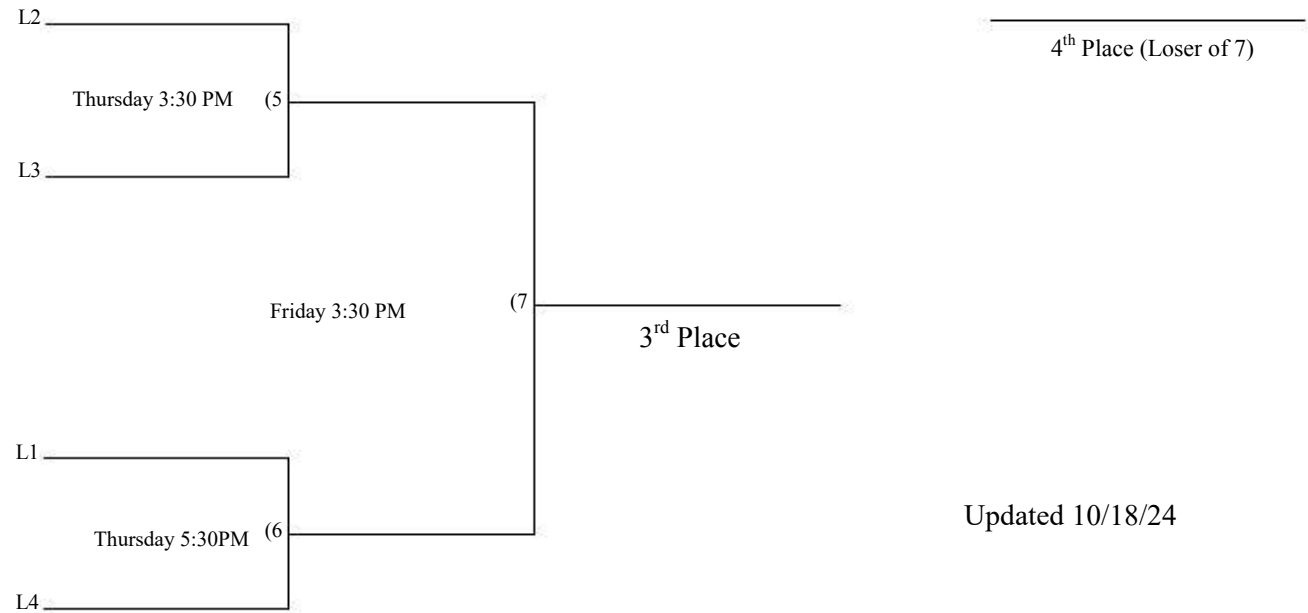 L2
4th Place (Loser of 7)
Thursday 3:30 PM (5
L3
Friday 3:30 PM (7
3rd Place
L1
Updated 10/18/24
Thursday 5:30PM (6
L4